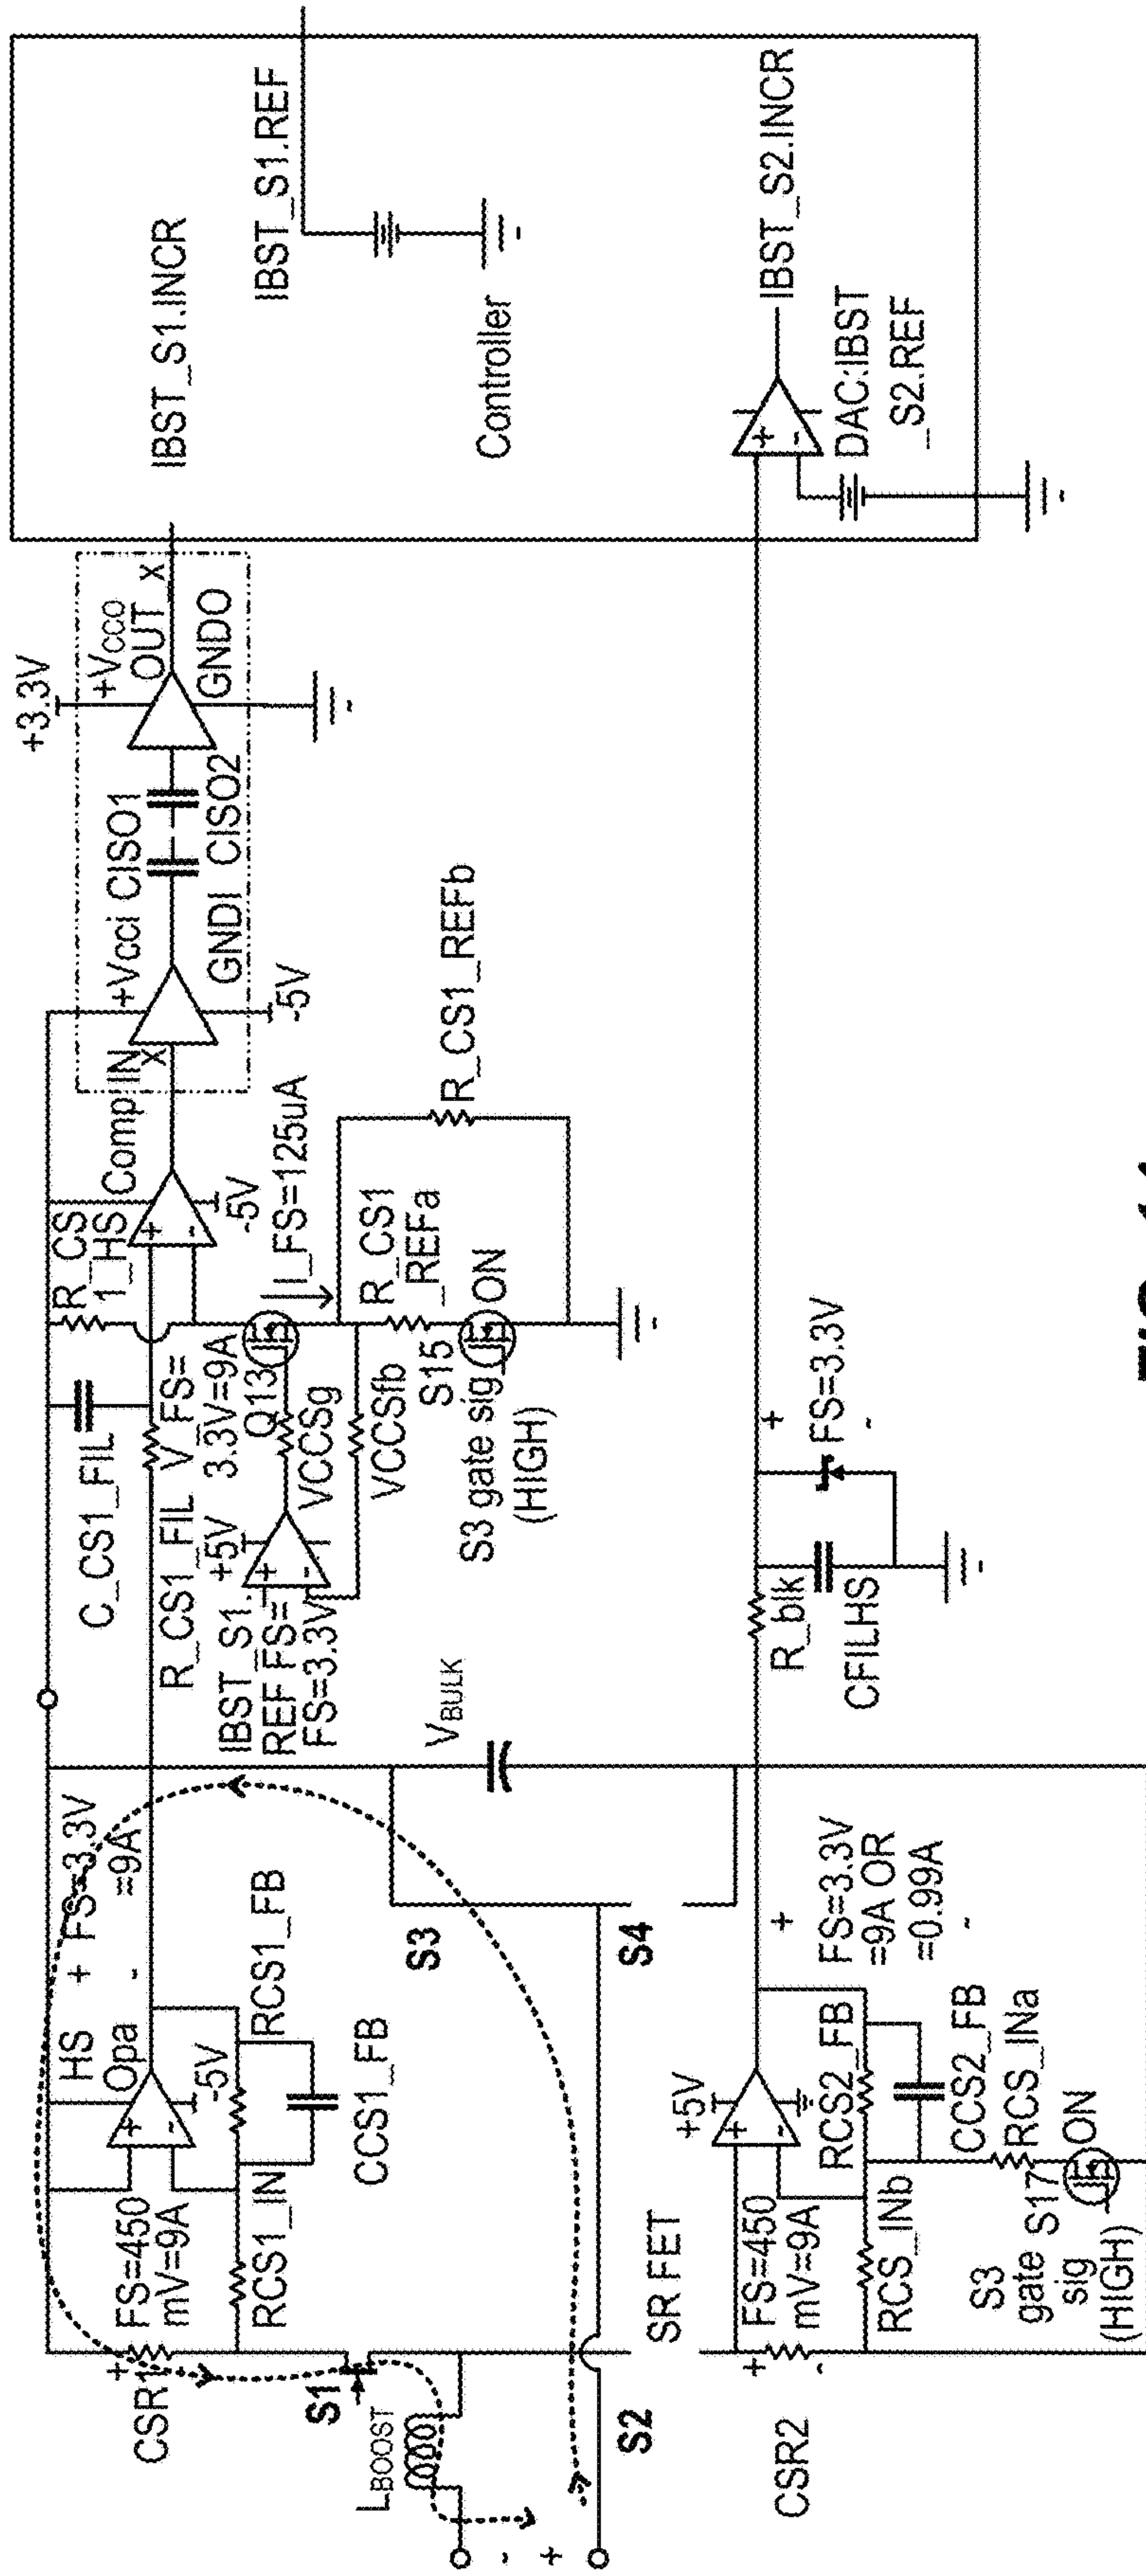 +3.3V
HS
+ FS=3.3V
=9A
-
Opa
+
-
-5V
FS=450
mV=9A
+
CSR1
RCS1_IN
RCS1_FB
CCS1_FB
C_CS1_FIL
R_CS1_FIL
V_FS=
3.3V=9A
R_CS
1_HS
+
-
-5V
Comp
IN
X
+Vcci
CISO1
GNDI
CISO2
-5V
+VCCO
OUT
X
GNDO
IBST_S1.INCR
IBST_S1.REF
Controller
IBST_S1.
REF FS=
FS=3.3V
+5V
+
-
Q13
VCCSg
VCCSfb
I_FS=125uA
R_CS1
_REFa
R_CS1_REFb
S15
ON
S3 gate sig
(HIGH)
S1
LBOOST
-
+
S2
SR FET
S3
S4
VBULK
CSR2
+
-
FS=450
mV=9A
+5V
+
-
RCS_INb
RCS2_FB
CCS2_FB
RCS_INa
S3
gate
sig
(HIGH)
S17
ON
+
FS=3.3V
=9A OR
=0.99A
-
R_blk
CFILHS
+
FS=3.3V
-
+
-
IBST_S2.INCR
DAC:IBST
_S2.REF